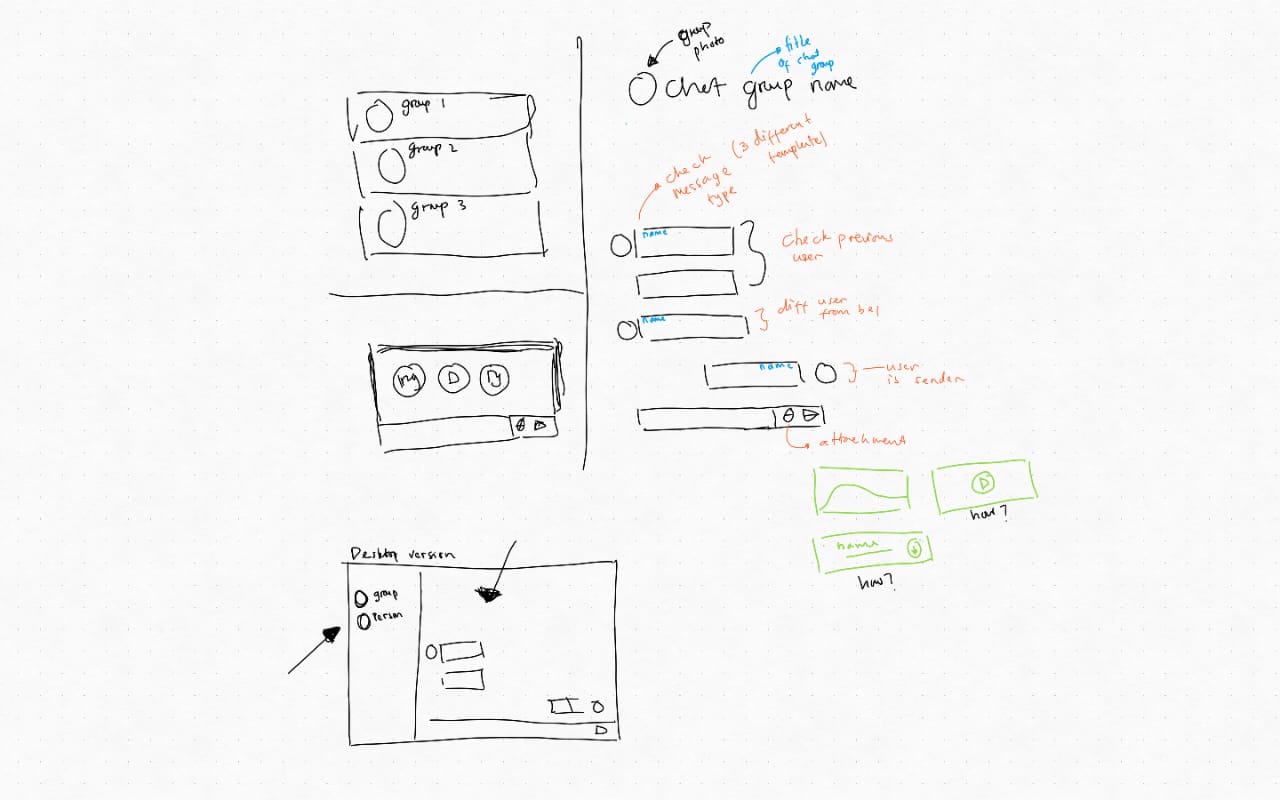 group 1
group 2
group 3
group
photo
title
of chat
group
chat group name
check
message
type
(3 different
template)
name
check previous
user
name
diff user
from bel
name
user
is sender
attachment
how?
name
how?
Desktop version
group
Person